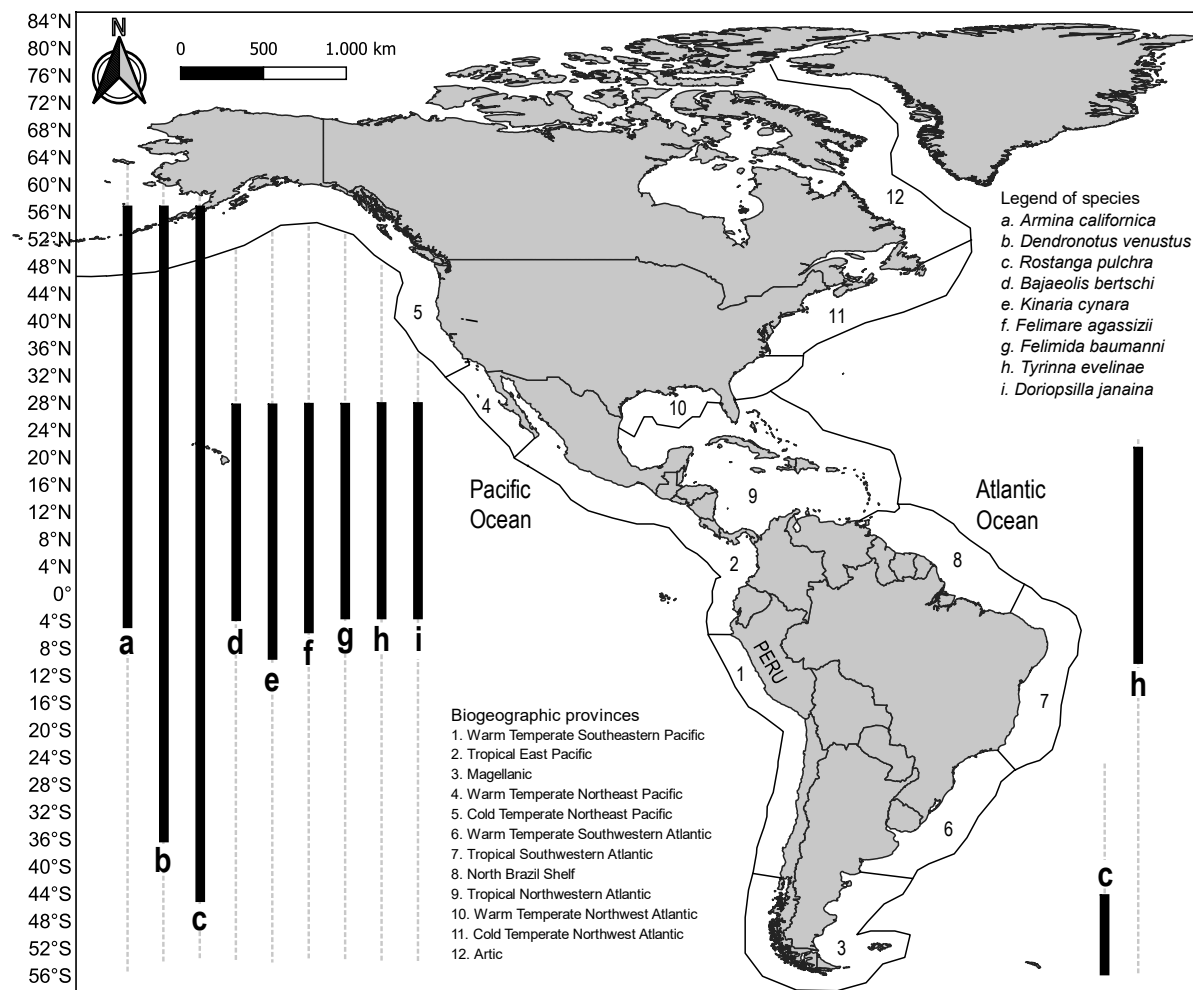 84°N
80°N
76°N
72°N
68°N
64°N
60°N
56°N
52°N
48°N
44°N
40°N
36°N
32°N
28°N
24°N
20°N
16°N
12°N
8°N
4°N
0°
4°S
8°S
12°S
16°S
20°S
24°S
28°S
32°S
36°S
40°S
44°S
48°S
52°S
56°S
N
0 500 1.000 km
12
Legend of species
a. Armina californica
b. Dendronotus venustus
c. Rostanga pulchra
d. Bajaeolis bertschi
e. Kinaria cynara
f. Felimare agassizii
g. Felimida baumanni
h. Tyrinna evelinae
i. Doriopsilla janaina
5
11
4
10
Pacific
Ocean
9
Atlantic
Ocean
2
8
a
d
e
f
g
h
i
1
PERU
7
h
Biogeographic provinces
1. Warm Temperate Southeastern Pacific
2. Tropical East Pacific
3. Magellanic
4. Warm Temperate Northeast Pacific
5. Cold Temperate Northeast Pacific
6. Warm Temperate Southwestern Atlantic
7. Tropical Southwestern Atlantic
8. North Brazil Shelf
9. Tropical Northwestern Atlantic
10. Warm Temperate Northwest Atlantic
11. Cold Temperate Northwest Atlantic
12. Artic
6
b
c
c
3